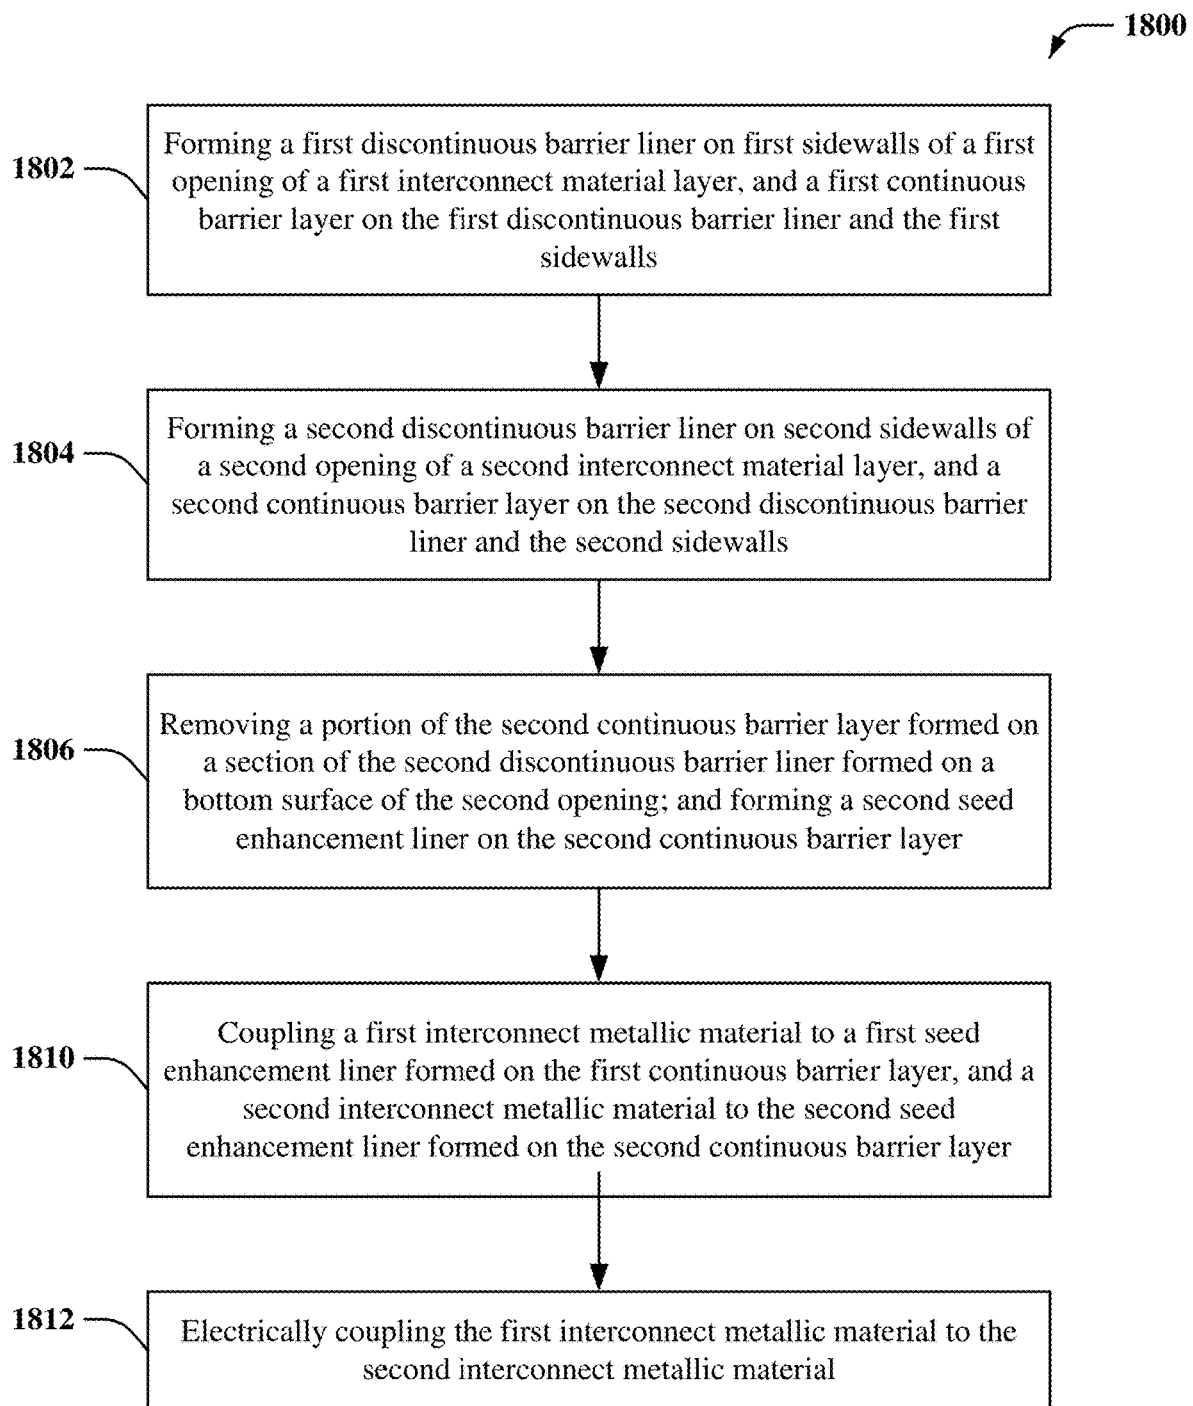 1800
1802
Forming a first discontinuous barrier liner on first sidewalls of a first
opening of a first interconnect material layer, and a first continuous
barrier layer on the first discontinuous barrier liner and the first
sidewalls
1804
Forming a second discontinuous barrier liner on second sidewalls of
a second opening of a second interconnect material layer, and a
second continuous barrier layer on the second discontinuous barrier
liner and the second sidewalls
1806
Removing a portion of the second continuous barrier layer formed on
a section of the second discontinuous barrier liner formed on a
bottom surface of the second opening; and forming a second seed
enhancement liner on the second continuous barrier layer
1810
Coupling a first interconnect metallic material to a first seed
enhancement liner formed on the first continuous barrier layer, and a
second interconnect metallic material to the second seed
enhancement liner formed on the second continuous barrier layer
1812
Electrically coupling the first interconnect metallic material to the
second interconnect metallic material